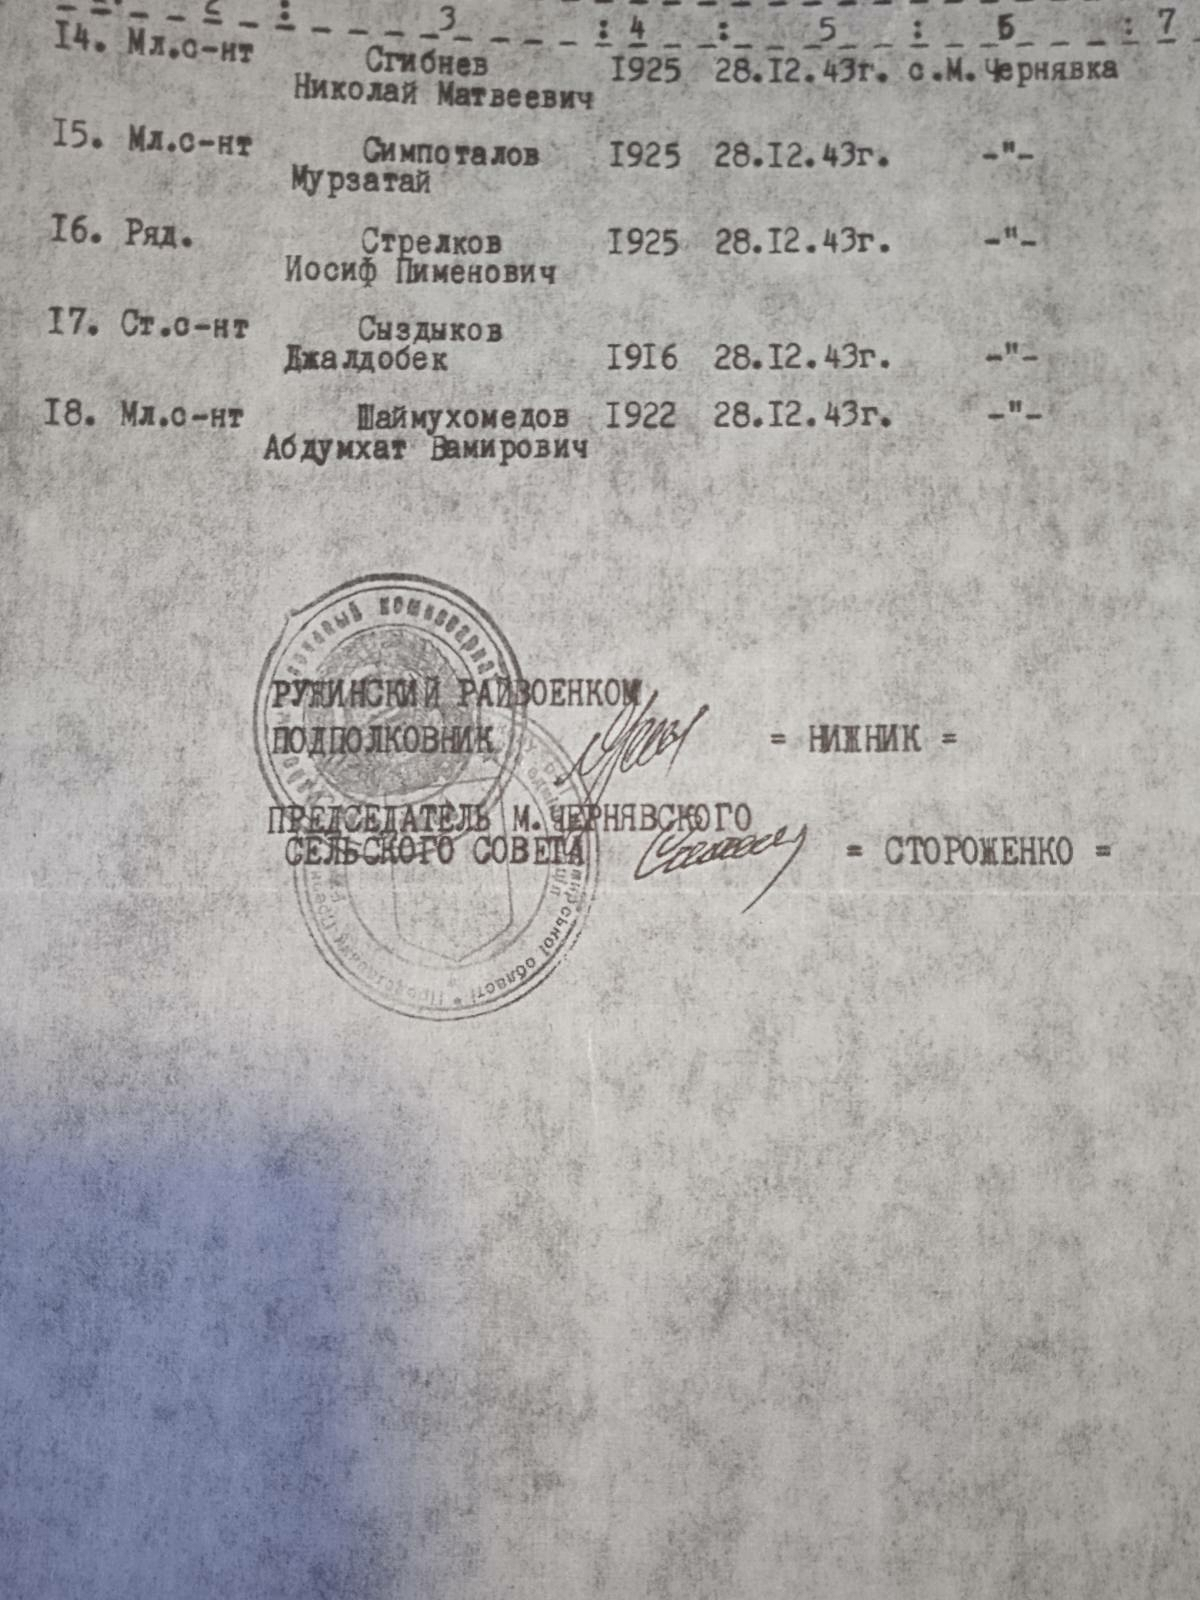 2 : 3 : 4 : 5 : 6 : 7
14. Мл.с-нт Сгибнев 1925 28.12.43г. с.М.Чернявка
Николай Матвеевич
15. Мл.с-нт Симпоталов 1925 28.12.43г. -"-
Мурзатай
16. Ряд. Стрелков 1925 28.12.43г. -"-
Иосиф Пименович
17. Ст.с-нт Сыздыков
Джалдобек 1916 28.12.43г. -"-
18. Мл.с-нт Шаймухомедов 1922 28.12.43г. -"-
Абдумхат Вамирович
комиссариат
РУЖИНСКИЙ РАЙВОЕНКОМ
ПОДПОЛКОВНИК = НИЖНИК =
ПРЕДСЕДАТЕЛЬ М.ЧЕРНЯВСКОГО
СЕЛЬСКОГО СОВЕТА = СТОРОЖЕНКО =
області